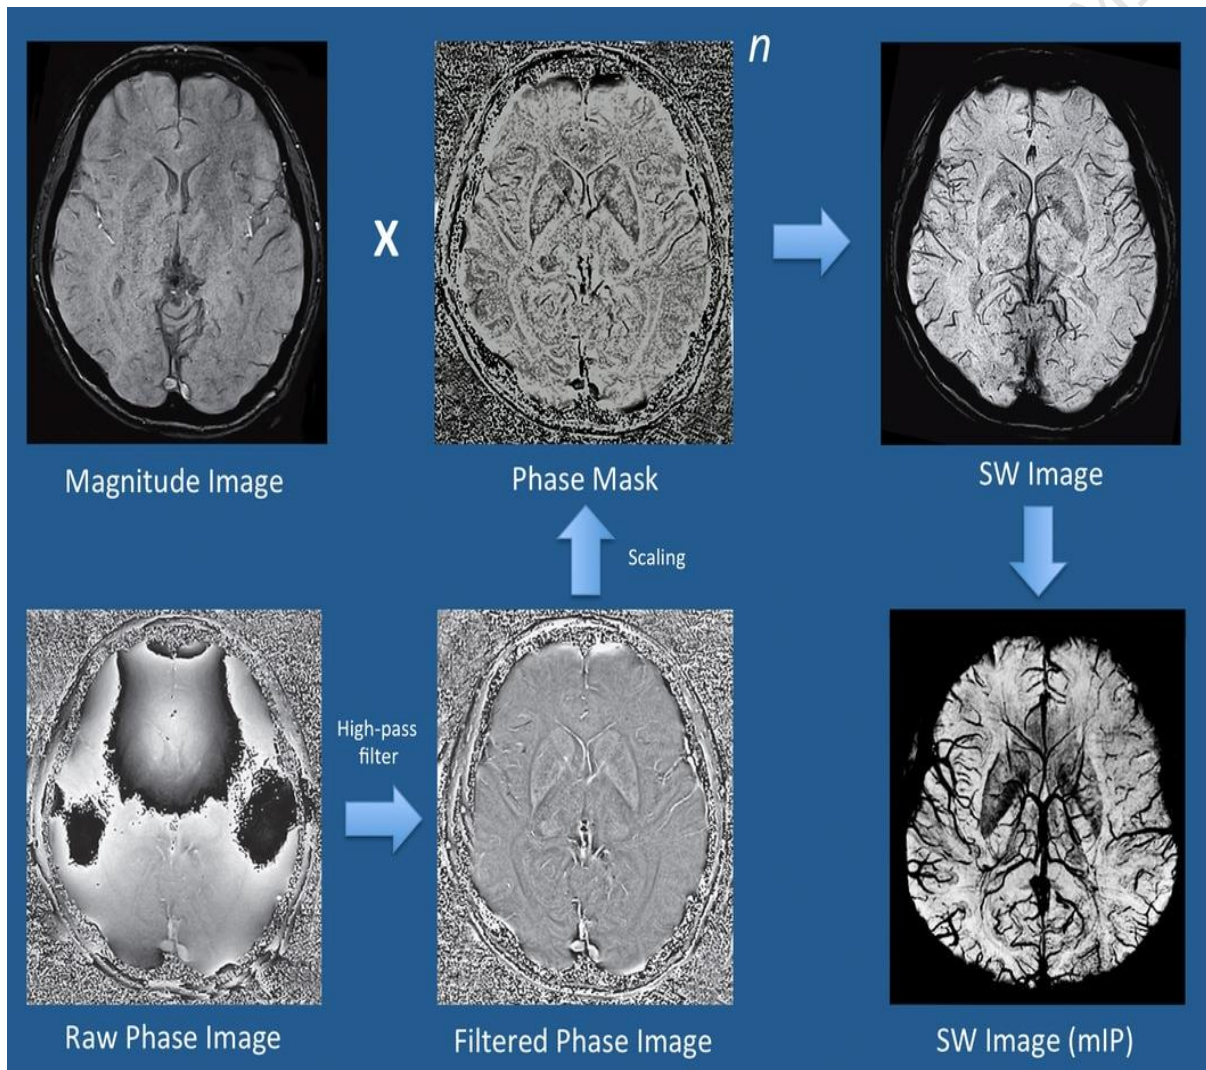 n
X
Magnitude Image
Phase Mask
SW Image
Scaling
High-pass
filter
Raw Phase Image
Filtered Phase Image
SW Image (mIP)